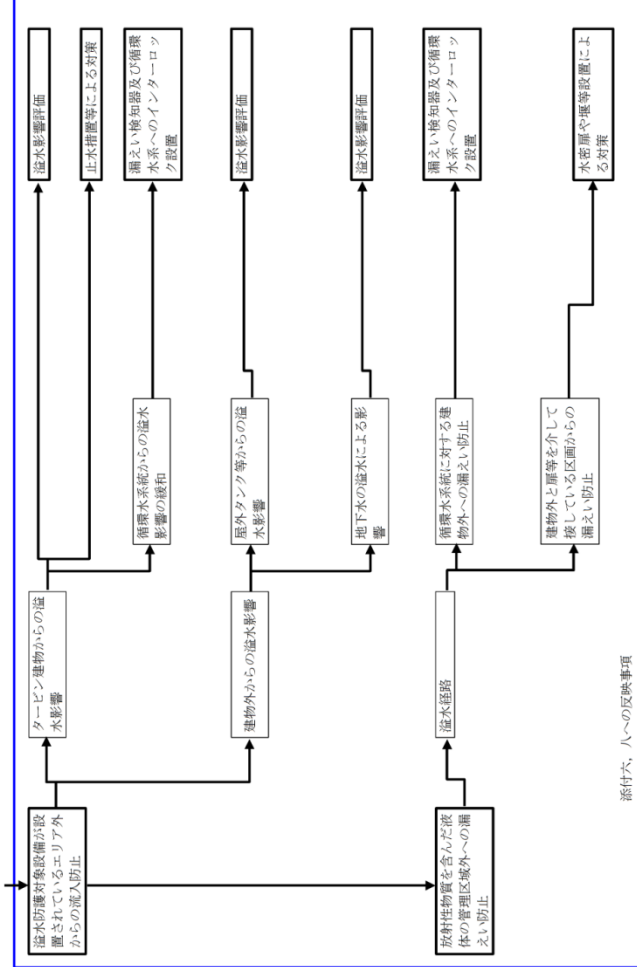 溢水防護対象設備が設
置されているエリア外
からの流入防止
タービン建物からの溢
水影響
溢水影響評価
止水措置等による対策
循環水系統からの溢水
影響の緩和
漏えい検知器及び循環
水系へのインターロッ
ク設置
建物外からの溢水影響
屋外タンク等からの溢
水影響
溢水影響評価
地下水の溢水による影
響
溢水影響評価
放射性物質を含んだ液
体の管理区域外への漏
えい防止
溢水経路
循環水系統に対する建
物外への漏えい防止
漏えい検知器及び循環
水系へのインターロッ
ク設置
建物外と扉等を介して
接している区画からの
漏えい防止
水密扉や堰等設置によ
る対策
添付六，八への反映事項